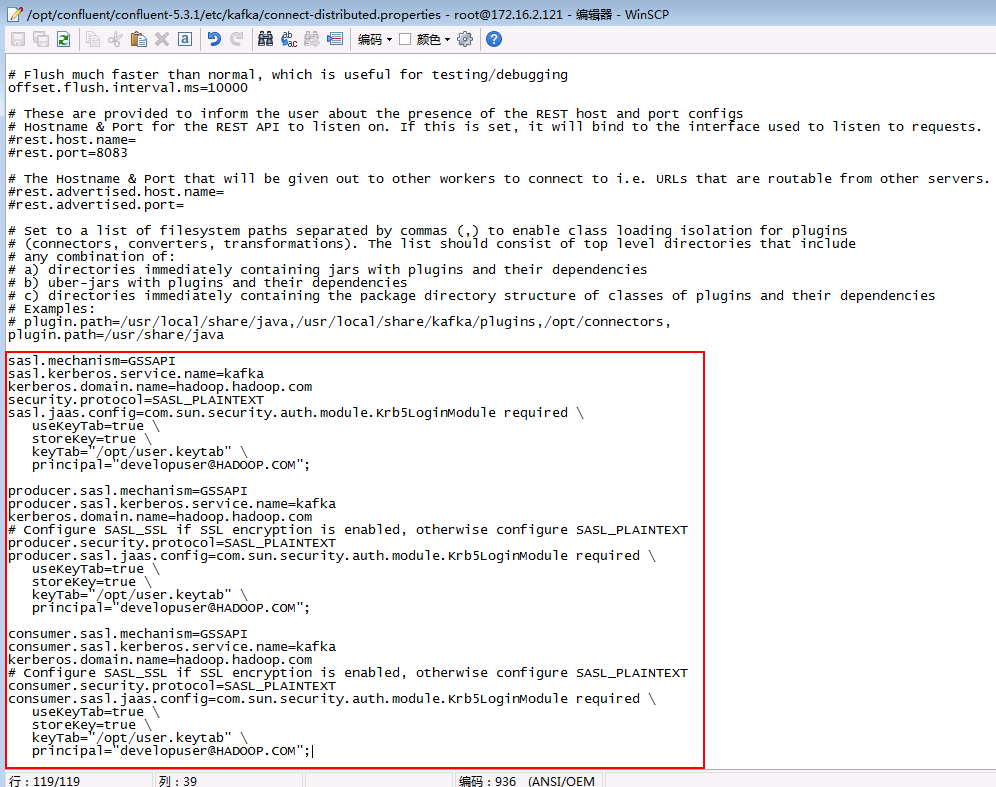 /opt/confluent/confluent-5.3.1/etc/kafka/connect-distributed.properties - root@172.16.2.121 - 编辑器 - WinSCP
编码 颜色
# Flush much faster than normal, which is useful for testing/debugging
offset.flush.interval.ms=10000
# These are provided to inform the user about the presence of the REST host and port configs
# Hostname & Port for the REST API to listen on. If this is set, it will bind to the interface used to listen to requests.
#rest.host.name=
#rest.port=8083
# The Hostname & Port that will be given out to other workers to connect to i.e. URLs that are routable from other servers.
#rest.advertised.host.name=
#rest.advertised.port=
# Set to a list of filesystem paths separated by commas (,) to enable class loading isolation for plugins
# (connectors, converters, transformations). The list should consist of top level directories that include
# any combination of:
# a) directories immediately containing jars with plugins and their dependencies
# b) uber-jars with plugins and their dependencies
# c) directories immediately containing the package directory structure of classes of plugins and their dependencies
# Examples:
# plugin.path=/usr/local/share/java,/usr/local/share/kafka/plugins,/opt/connectors,
plugin.path=/usr/share/java
sasl.mechanism=GSSAPI
sasl.kerberos.service.name=kafka
kerberos.domain.name=hadoop.hadoop.com
security.protocol=SASL_PLAINTEXT
sasl.jaas.config=com.sun.security.auth.module.Krb5LoginModule required \
useKeyTab=true \
storeKey=true \
keyTab="/opt/user.keytab" \
principal="developuser@HADOOP.COM";
producer.sasl.mechanism=GSSAPI
producer.sasl.kerberos.service.name=kafka
kerberos.domain.name=hadoop.hadoop.com
# Configure SASL_SSL if SSL encryption is enabled, otherwise configure SASL_PLAINTEXT
producer.security.protocol=SASL_PLAINTEXT
producer.sasl.jaas.config=com.sun.security.auth.module.Krb5LoginModule required \
useKeyTab=true \
storeKey=true \
keyTab="/opt/user.keytab" \
principal="developuser@HADOOP.COM";
consumer.sasl.mechanism=GSSAPI
consumer.sasl.kerberos.service.name=kafka
kerberos.domain.name=hadoop.hadoop.com
# Configure SASL_SSL if SSL encryption is enabled, otherwise configure SASL_PLAINTEXT
consumer.security.protocol=SASL_PLAINTEXT
consumer.sasl.jaas.config=com.sun.security.auth.module.Krb5LoginModule required \
useKeyTab=true \
storeKey=true \
keyTab="/opt/user.keytab" \
principal="developuser@HADOOP.COM";
行：119/119 列：39 编码：936 (ANSI/OEM